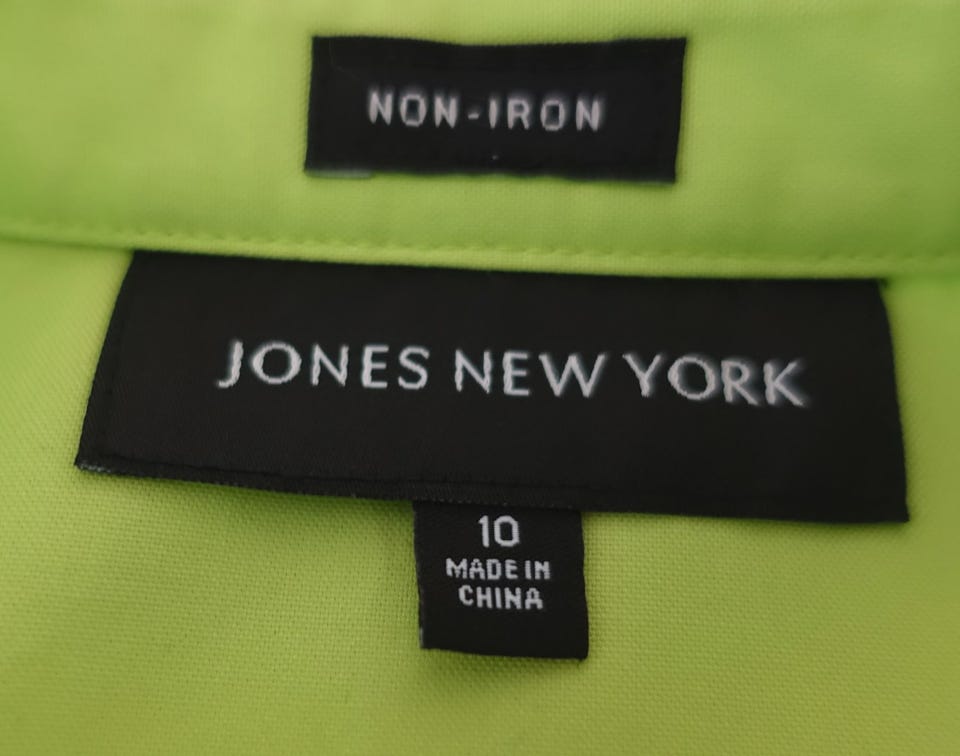 NON-IRON
JONES NEW YORK
10
MADE IN
CHINA